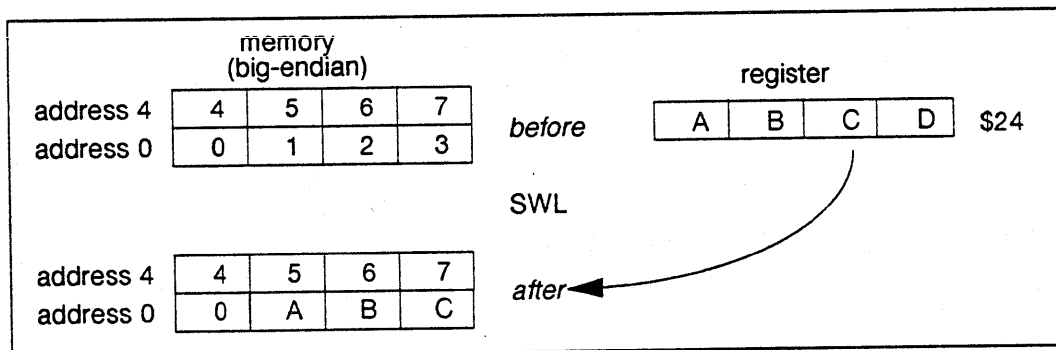 memory
(big-endian)
address 4 4 5 6 7
address 0 0 1 2 3
before
register
A B C D $24
SWL
address 4 4 5 6 7
address 0 0 A B C
after